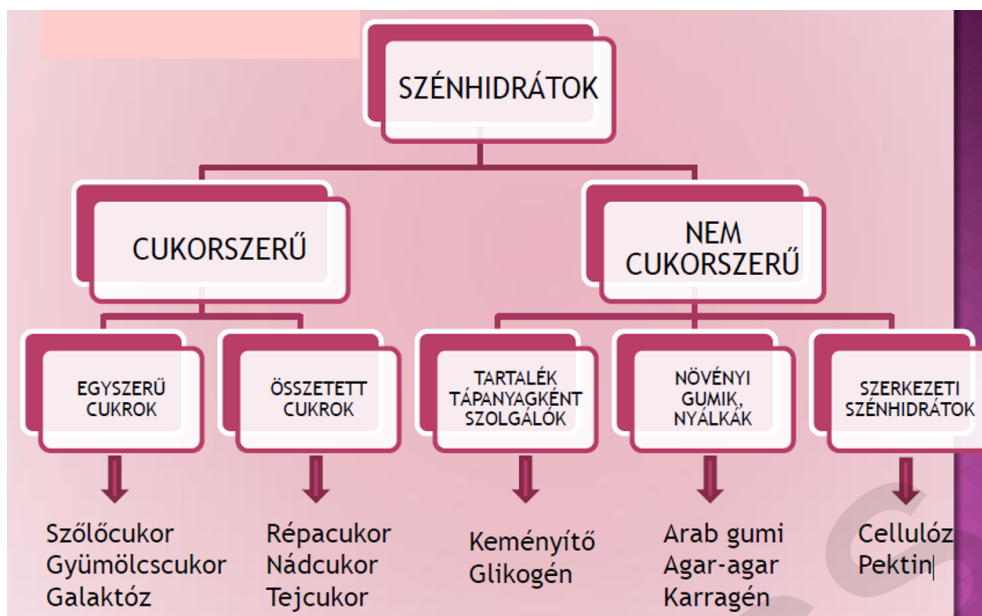 SZÉNHIDRÁTOK
CUKORSZERŰ
NEM
CUKORSZERŰ
EGYSZERŰ
CUKROK
ÖSSZETETT
CUKROK
TARTALÉK
TÁPANYAGKÉNT
SZOLGÁLÓK
NÖVÉNYI
GUMIK,
NYÁLKÁK
SZERKEZETI
SZÉNHIDRÁTOK
Szőlőcukor
Gyümölcscukor
Galaktóz
Répacukor
Nádcukor
Tejcukor
Keményítő
Glikogén
Arab gumi
Agar-agar
Karragén
Cellulóz
Pektin